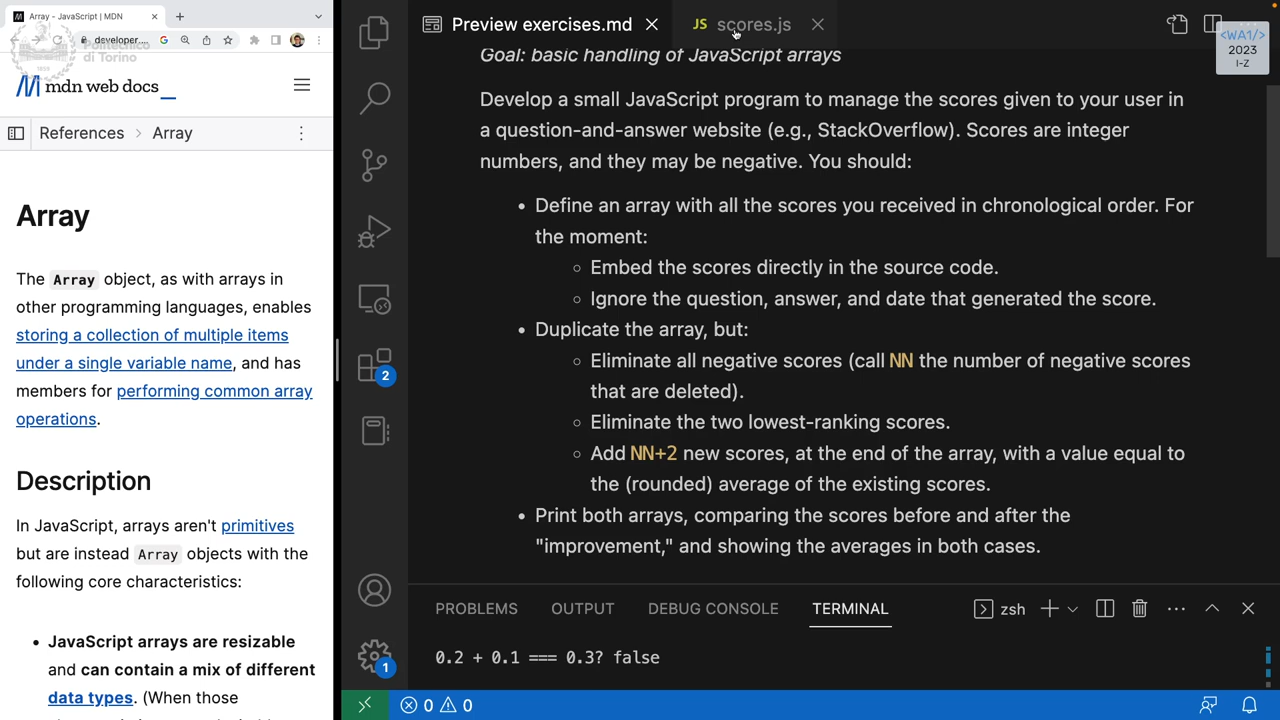 Array - JavaScript | MDN
developer....
Politecnico
di Torino
1859
mdn web docs
References > Array
Array
The Array object, as with arrays in
other programming languages, enables
storing a collection of multiple items
under a single variable name, and has
members for performing common array
operations.
Description
In JavaScript, arrays aren't primitives
but are instead Array objects with the
following core characteristics:
• JavaScript arrays are resizable
and can contain a mix of different
data types. (When those
2
1
Preview exercises.md
JS scores.js
<WA1/>
2023
I-Z
Goal: basic handling of JavaScript arrays
Develop a small JavaScript program to manage the scores given to your user in
a question-and-answer website (e.g., StackOverflow). Scores are integer
numbers, and they may be negative. You should:
• Define an array with all the scores you received in chronological order. For
the moment:
◦ Embed the scores directly in the source code.
◦ Ignore the question, answer, and date that generated the score.
• Duplicate the array, but:
◦ Eliminate all negative scores (call NN the number of negative scores
that are deleted).
◦ Eliminate the two lowest-ranking scores.
◦ Add NN+2 new scores, at the end of the array, with a value equal to
the (rounded) average of the existing scores.
• Print both arrays, comparing the scores before and after the
"improvement," and showing the averages in both cases.
PROBLEMS OUTPUT DEBUG CONSOLE TERMINAL zsh
0.2 + 0.1 === 0.3? false
0 0